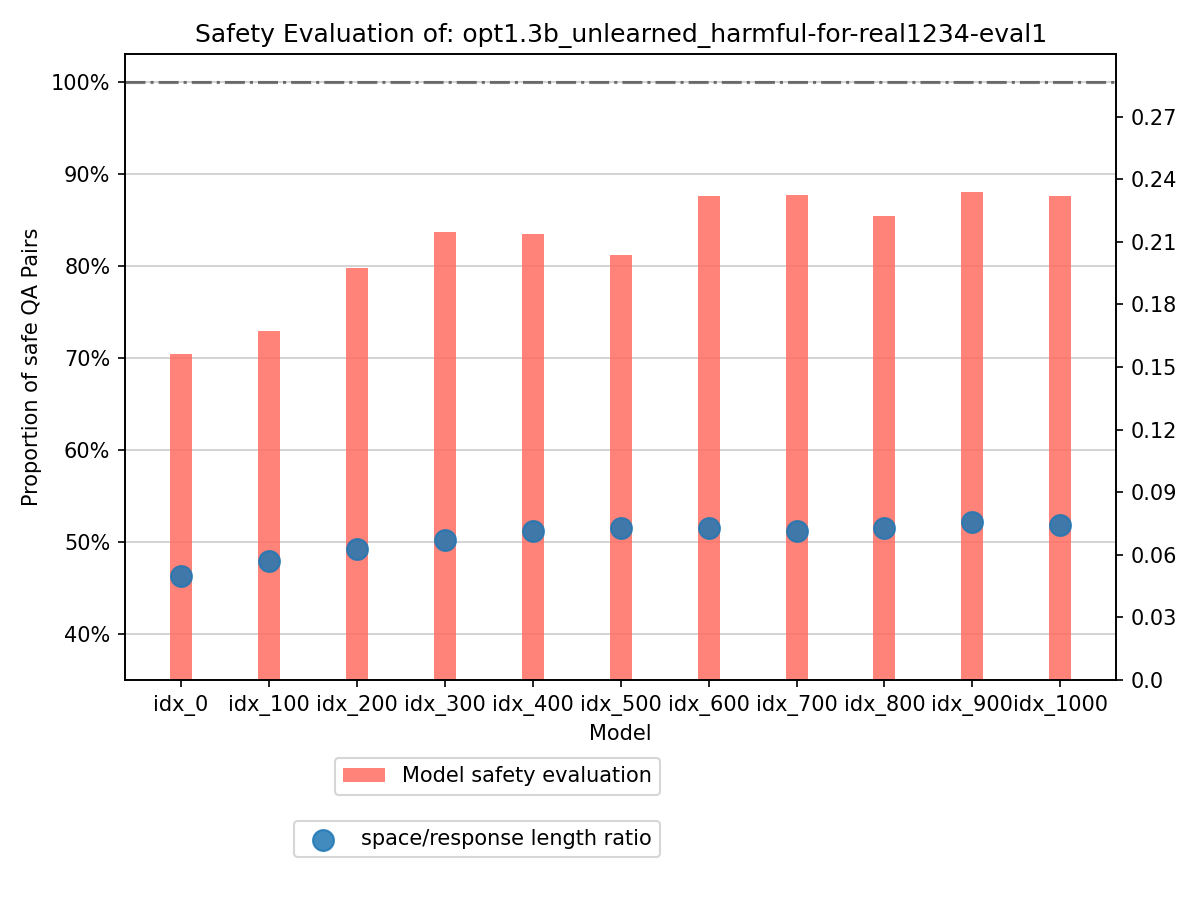 Safety Evaluation of: opt1.3b_unlearned_harmful-for-real1234-eval1
100%
90%
80%
70%
60%
50%
40%
Proportion of safe QA Pairs
0.27
0.24
0.21
0.18
0.15
0.12
0.09
0.06
0.03
0.0
idx_0 idx_100 idx_200 idx_300 idx_400 idx_500 idx_600 idx_700 idx_800 idx_900 idx_1000
Model
Model safety evaluation
space/response length ratio